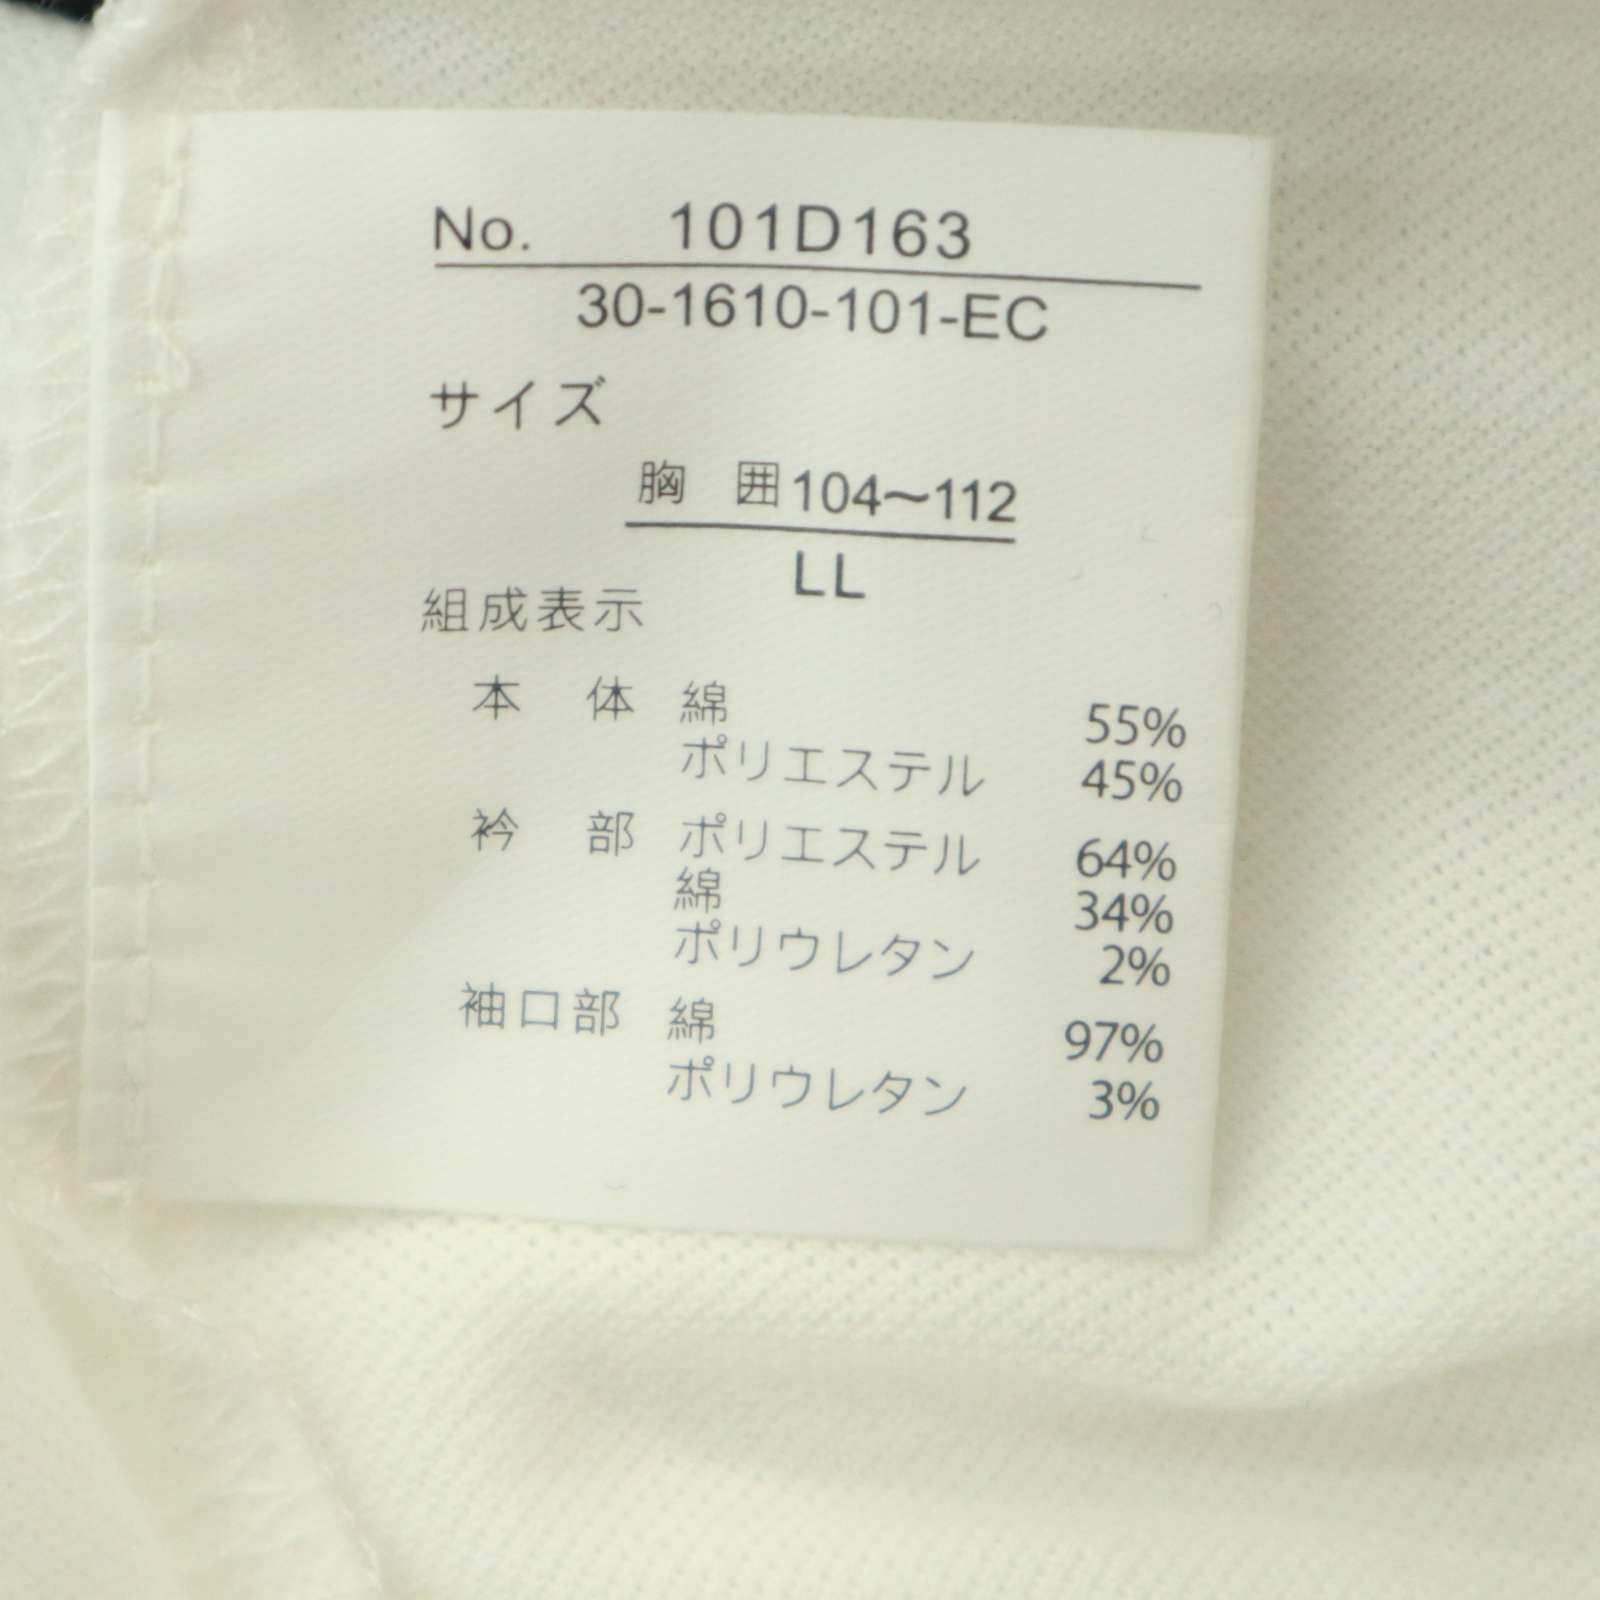 No. 101D163
30-1610-101-EC
サイズ
胸 囲 104～112
LL
組成表示
本 体 綿 55%
ポリエステル 45%
衿 部 ポリエステル 64%
綿 34%
ポリウレタン 2%
袖口部 綿 97%
ポリウレタン 3%